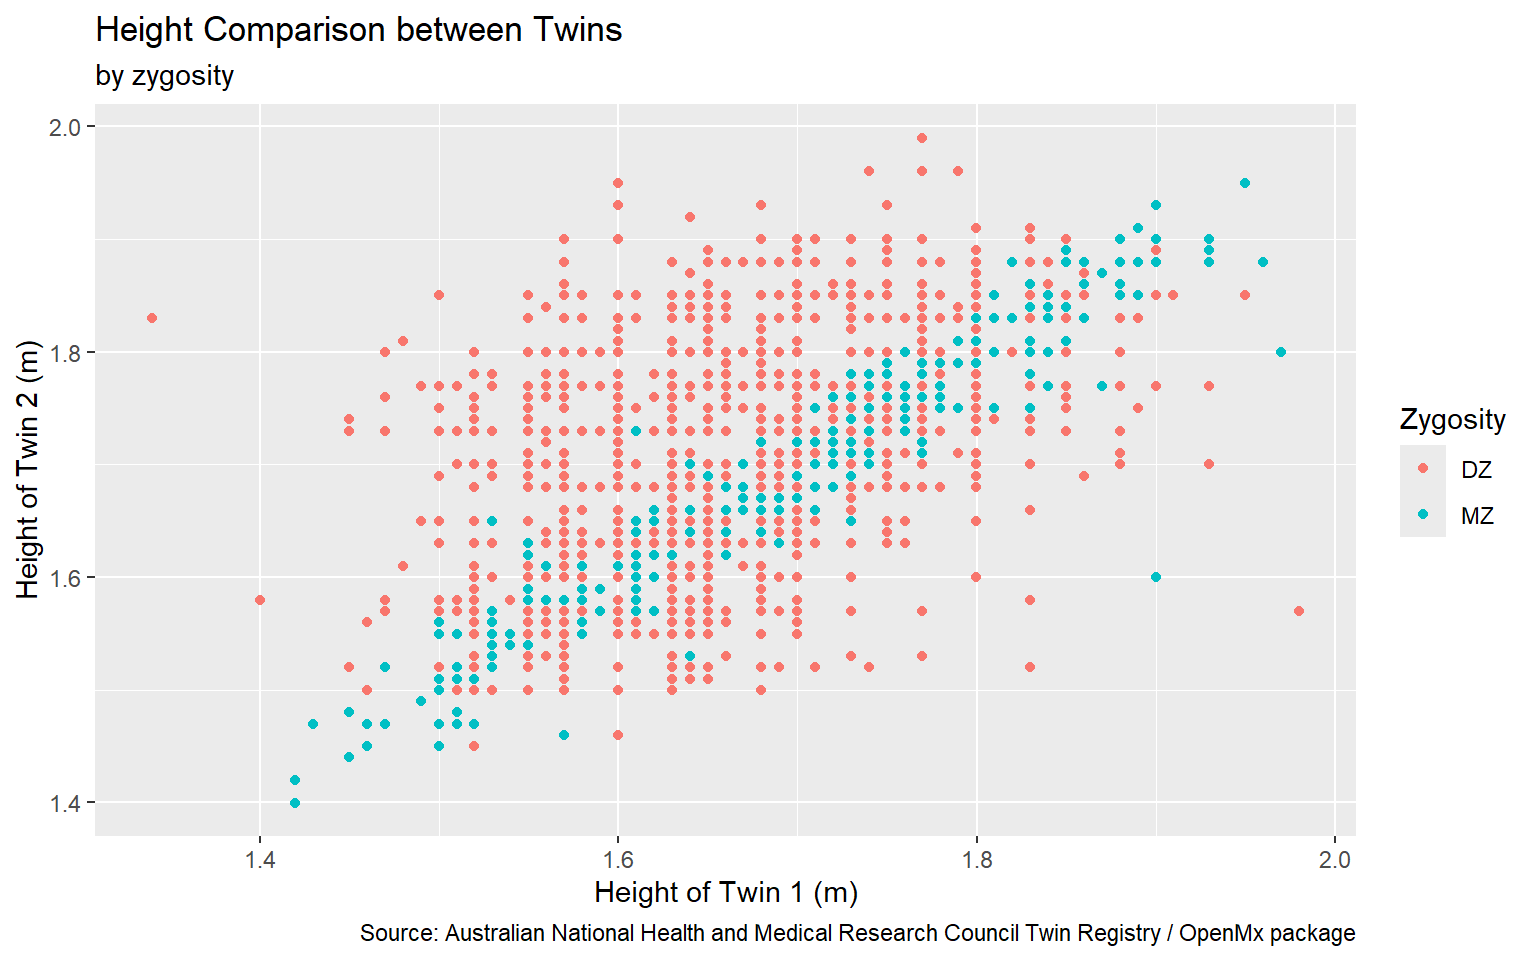 Height Comparison between Twins
by zygosity
2.0
1.8
1.6
1.4
Height of Twin 2 (m)
1.4 1.6 1.8 2.0
Height of Twin 1 (m)
Zygosity
DZ
MZ
Source: Australian National Health and Medical Research Council Twin Registry / OpenMx package